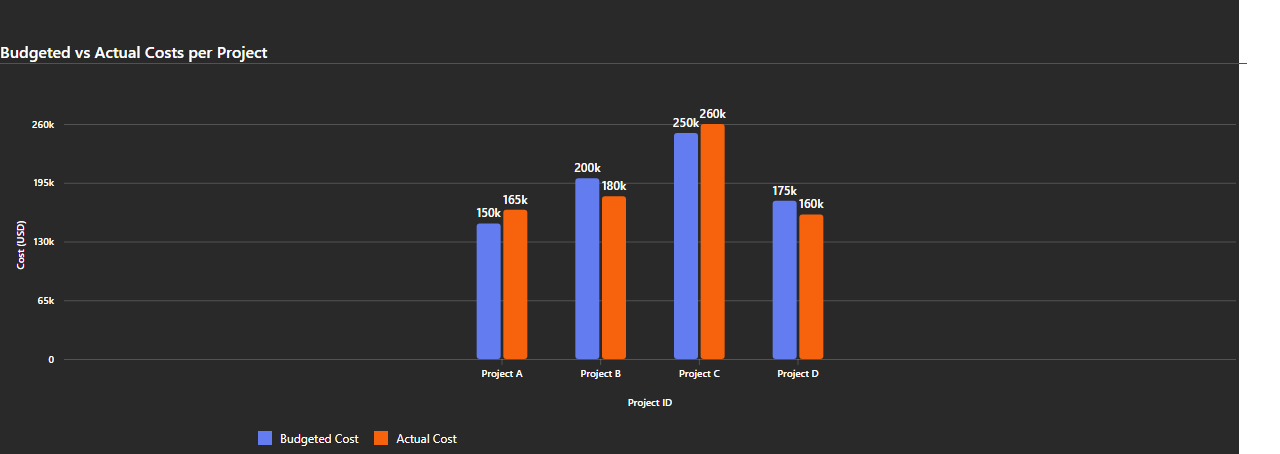 Budgeted vs Actual Costs per Project
260k
195k
130k
65k
0
Cost (USD)
150k
165k
200k
180k
250k
260k
175k
160k
Project A
Project B
Project C
Project D
Project ID
Budgeted Cost
Actual Cost